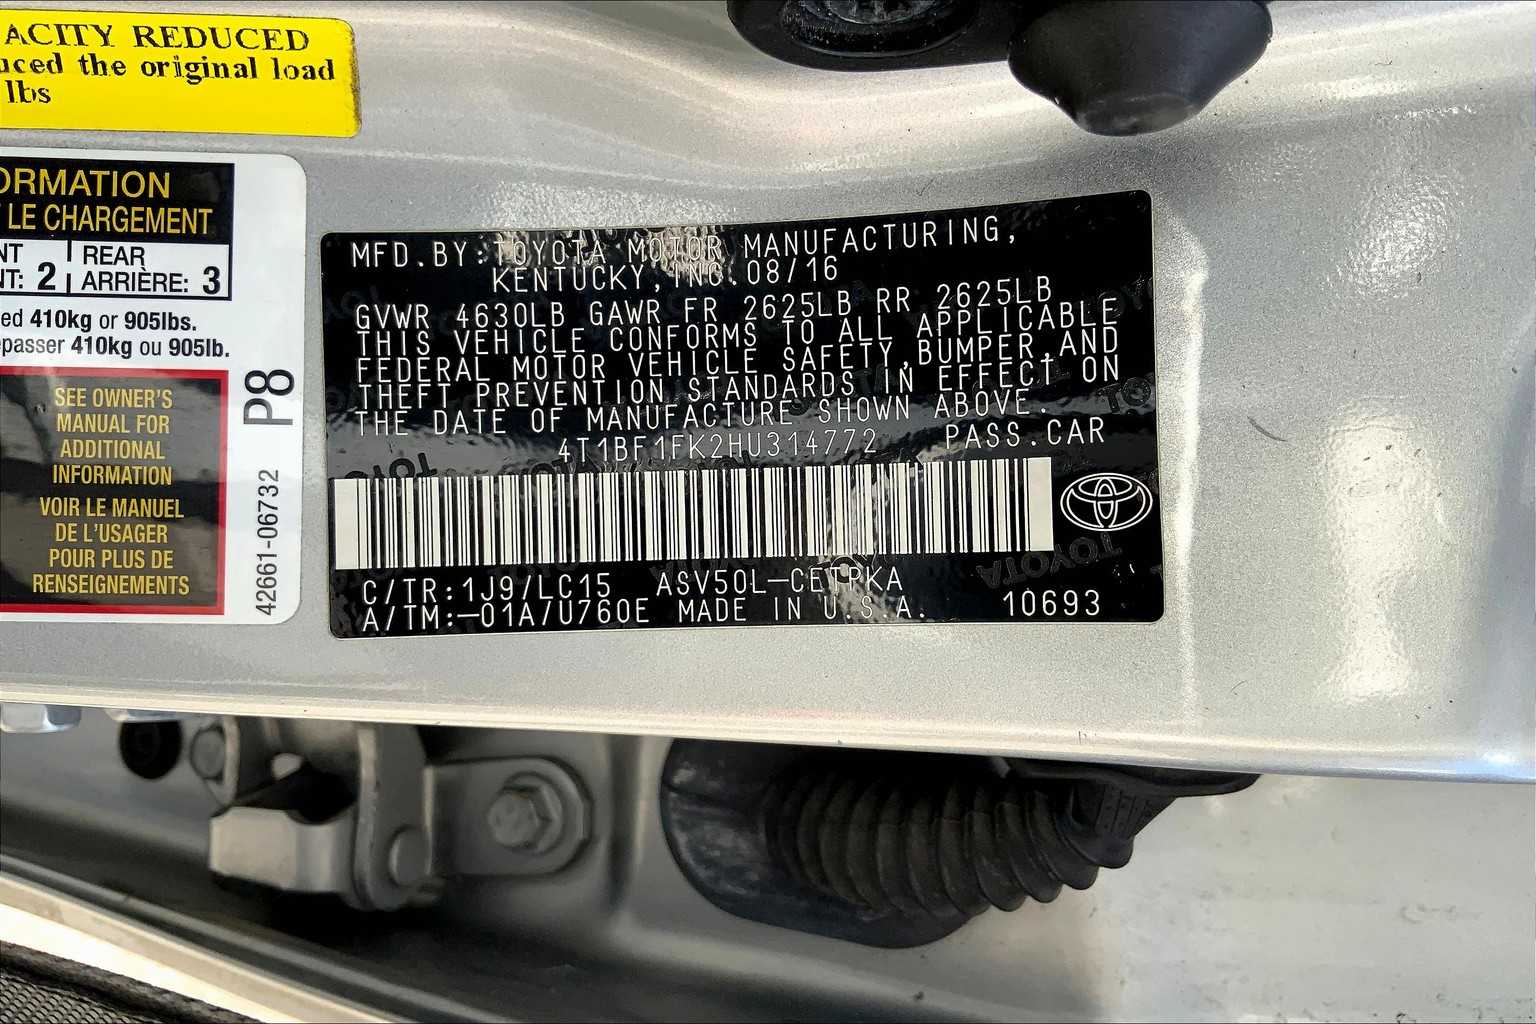 ACITY REDUCED
uced the original load
lbs
ORMATION
LE CHARGEMENT
NT
REAR
NT: 2
ARRIÈRE: 3
ed 410kg or 905lbs.
passer 410kg ou 905lb.
SEE OWNER'S
MANUAL FOR
ADDITIONAL
INFORMATION
VOIR LE MANUEL
DE L'USAGER
POUR PLUS DE
RENSEIGNEMENTS
P8
42661-06732
MFD.BY:TOYOTA MOTOR MANUFACTURING,
KENTUCKY,INC.08/16
GVWR 4630LB GAWR FR 2625LB RR 2625LB
THIS VEHICLE CONFORMS TO ALL APPLICABLE
FEDERAL MOTOR VEHICLE SAFETY,BUMPER,AND
THEFT PREVENTION STANDARDS IN EFFECT ON
THE DATE OF MANUFACTURE SHOWN ABOVE.
4T1BF1FK2HU314772 PASS.CAR
C/TR:1J9/LC15 ASV50L-CETPKA
A/TM:-01A/U760E MADE IN U.S.A. 10693
TOYOTA